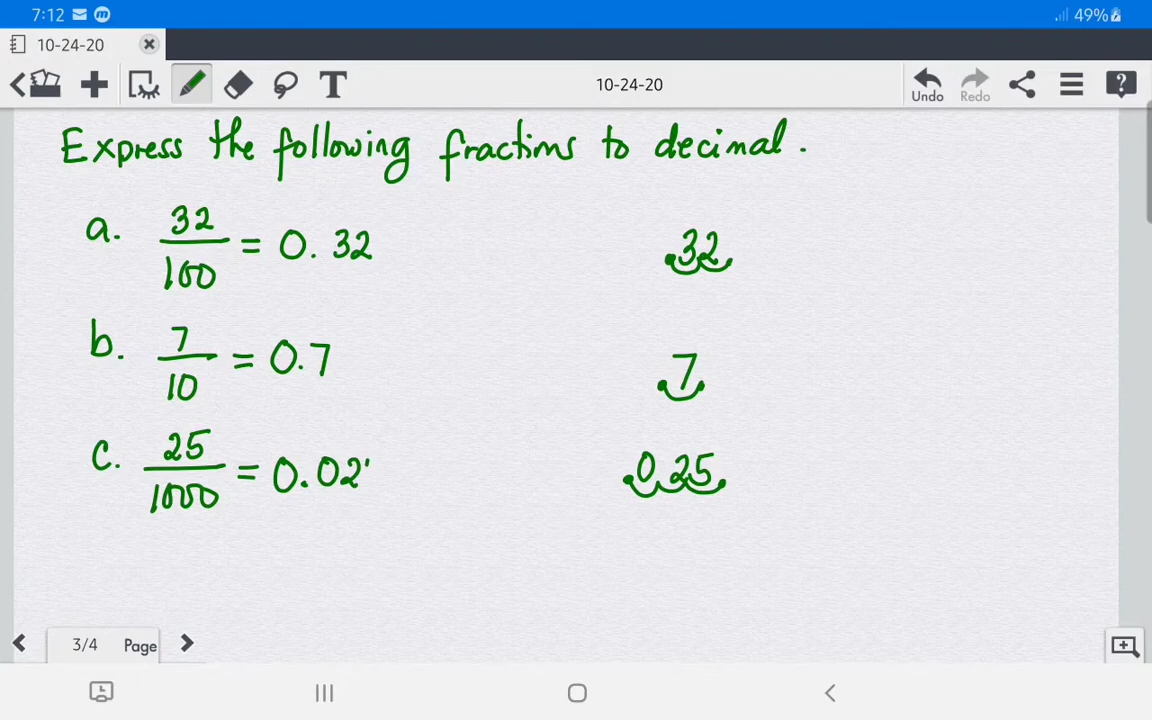 7:12 49%
10-24-20
T 10-24-20 Undo Redo ?
Express the following fractions to decimal.
a. 32/100 = 0.32 .32
b. 7/10 = 0.7 .7
c. 25/1000 = 0.02' .025
3/4 Page